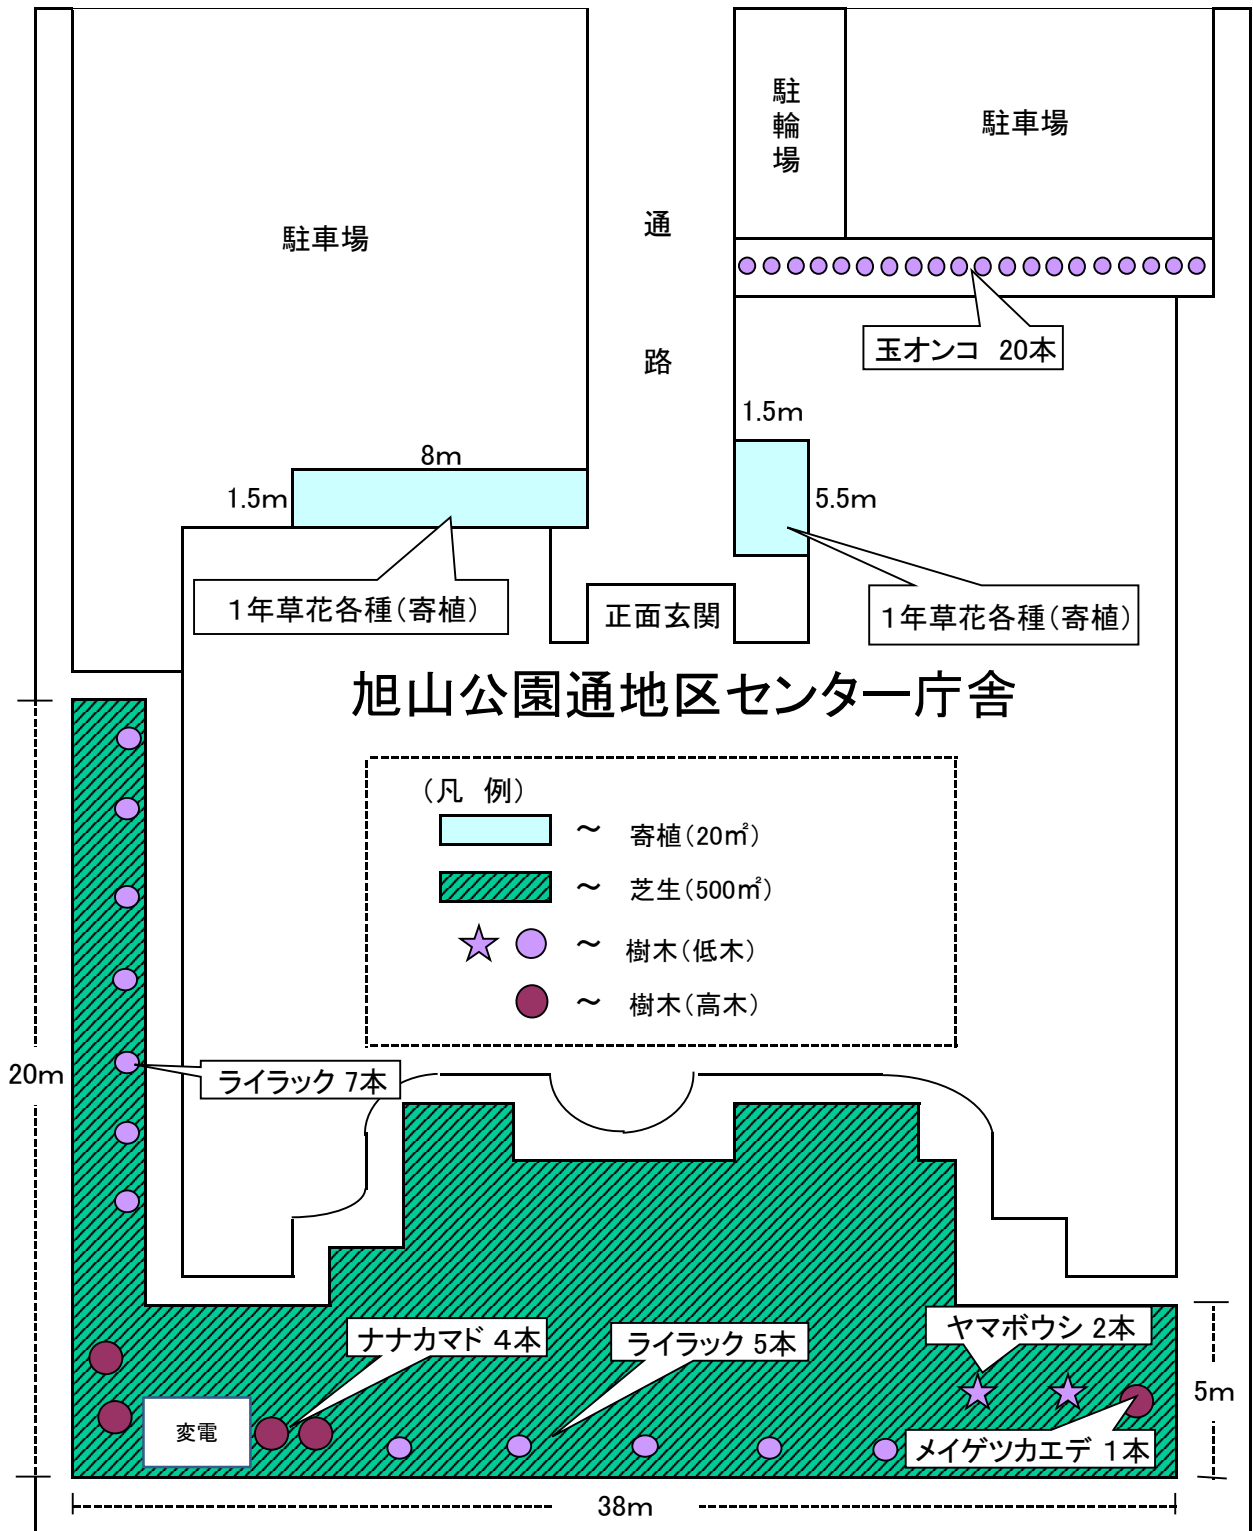 駐輪場
駐車場
駐車場
通路
玉オンコ 20本
1.5m
8m
1.5m
5.5m
1年草花各種(寄植)
正面玄関
1年草花各種(寄植)
旭山公園通地区センター庁舎
(凡 例)
~ 寄植(20㎡)
~ 芝生(500㎡)
~ 樹木(低木)
~ 樹木(高木)
20m
ライラック 7本
ナナカマド 4本
ライラック 5本
ヤマボウシ 2本
5m
変電
メイゲツカエデ 1本
38m